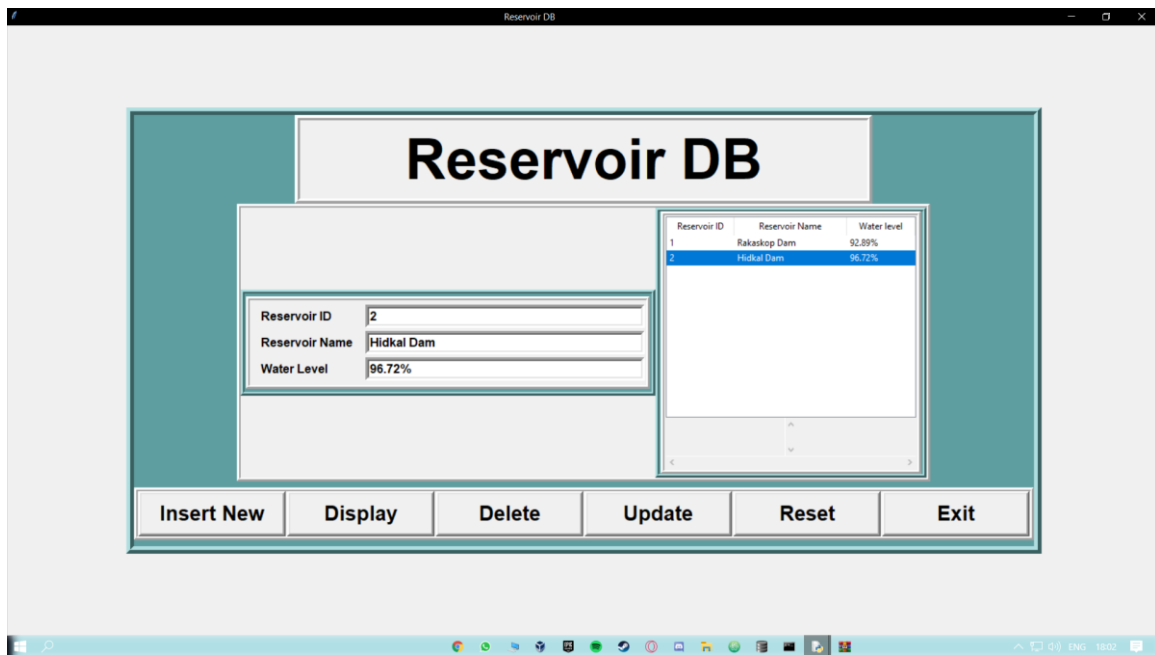 Reservoir DB
Reservoir DB
Reservoir ID Reservoir Name Water level
1 Rakaskop Dam 92.89%
2 Hidkal Dam 96.72%
Reservoir ID 2
Reservoir Name Hidkal Dam
Water Level 96.72%
Insert New Display Delete Update Reset Exit
ENG 18:02